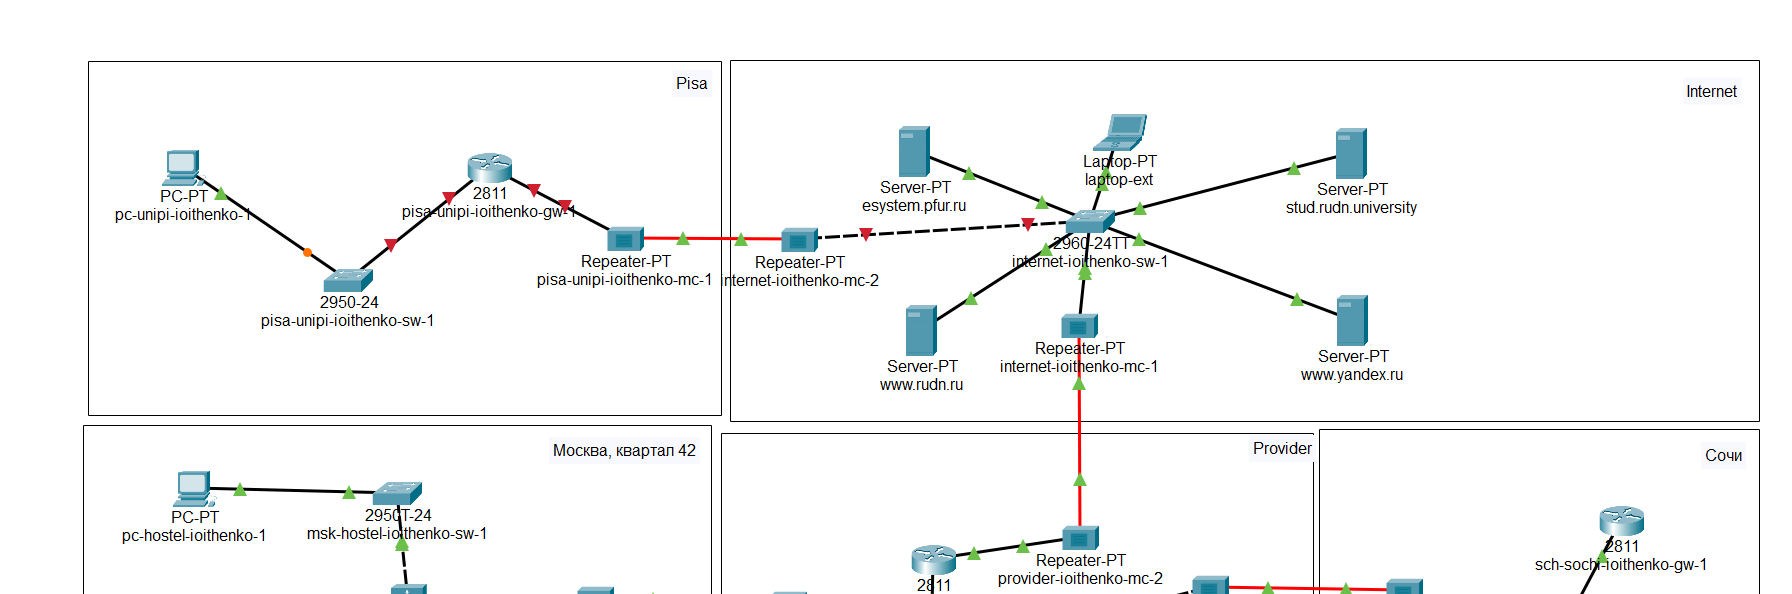 Pisa
PC-PT
pc-unipi-ioithenko-1
2811
pisa-unipi-ioithenko-gw-1
2950-24
pisa-unipi-ioithenko-sw-1
Repeater-PT
pisa-unipi-ioithenko-mc-1
Internet
Repeater-PT
internet-ioithenko-mc-2
Server-PT
esystem.pfur.ru
Laptop-PT
laptop-ext
Server-PT
stud.rudn.university
2960-24TT
internet-ioithenko-sw-1
Server-PT
www.rudn.ru
Repeater-PT
internet-ioithenko-mc-1
Server-PT
www.yandex.ru
Москва, квартал 42
PC-PT
pc-hostel-ioithenko-1
2950T-24
msk-hostel-ioithenko-sw-1
Provider
2811
Repeater-PT
provider-ioithenko-mc-2
Сочи
2811
sch-sochi-ioithenko-gw-1